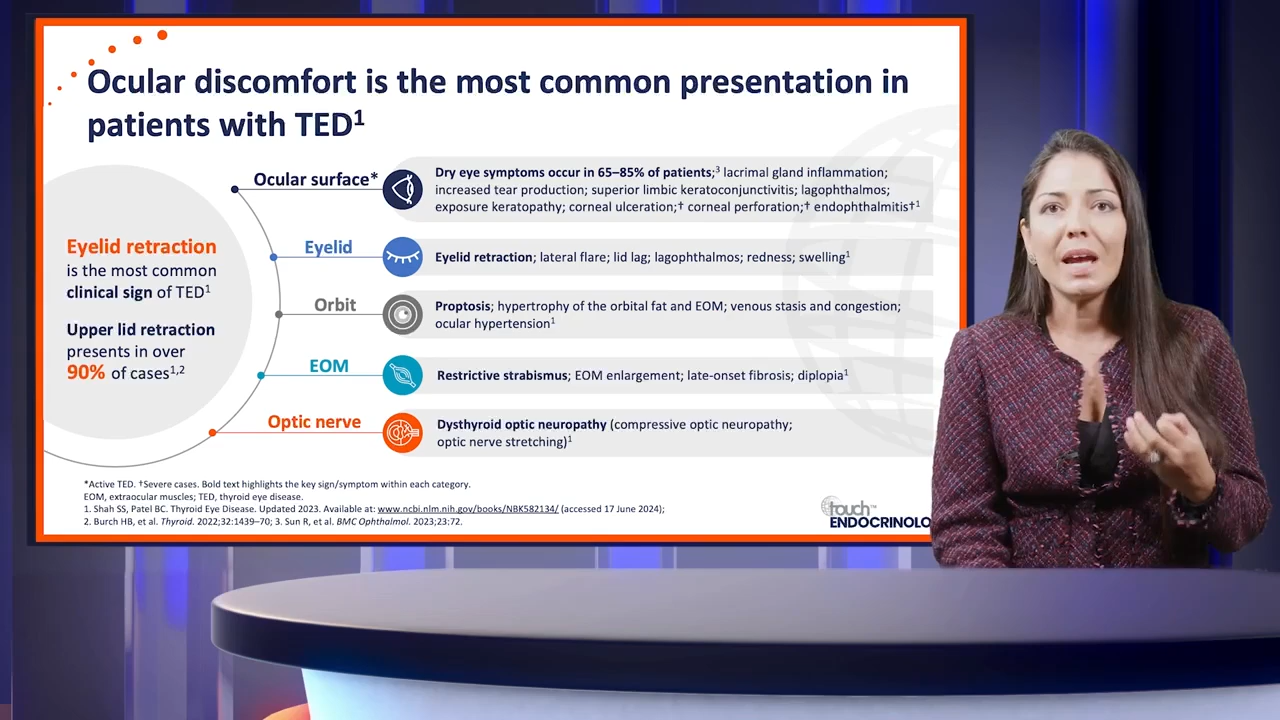 Ocular discomfort is the most common presentation in
patients with TED¹
Eyelid retraction
is the most common
clinical sign of TED¹
Upper lid retraction
presents in over
90% of cases¹,²
Ocular surface*
Dry eye symptoms occur in 65–85% of patients;³ lacrimal gland inflammation;
increased tear production; superior limbic keratoconjunctivitis; lagophthalmos;
exposure keratopathy; corneal ulceration;† corneal perforation;† endophthalmitis†¹
Eyelid
Eyelid retraction; lateral flare; lid lag; lagophthalmos; redness; swelling¹
Orbit
Proptosis; hypertrophy of the orbital fat and EOM; venous stasis and congestion;
ocular hypertension¹
EOM
Restrictive strabismus; EOM enlargement; late-onset fibrosis; diplopia¹
Optic nerve
Dysthyroid optic neuropathy (compressive optic neuropathy;
optic nerve stretching)¹
*Active TED. †Severe cases. Bold text highlights the key sign/symptom within each category.
EOM, extraocular muscles; TED, thyroid eye disease.
1. Shah SS, Patel BC. Thyroid Eye Disease. Updated 2023. Available at: www.ncbi.nlm.nih.gov/books/NBK582134/ (accessed 17 June 2024);
2. Burch HB, et al. Thyroid. 2022;32:1439–70; 3. Sun R, et al. BMC Ophthalmol. 2023;23:72.
touch™
ENDOCRINOLO